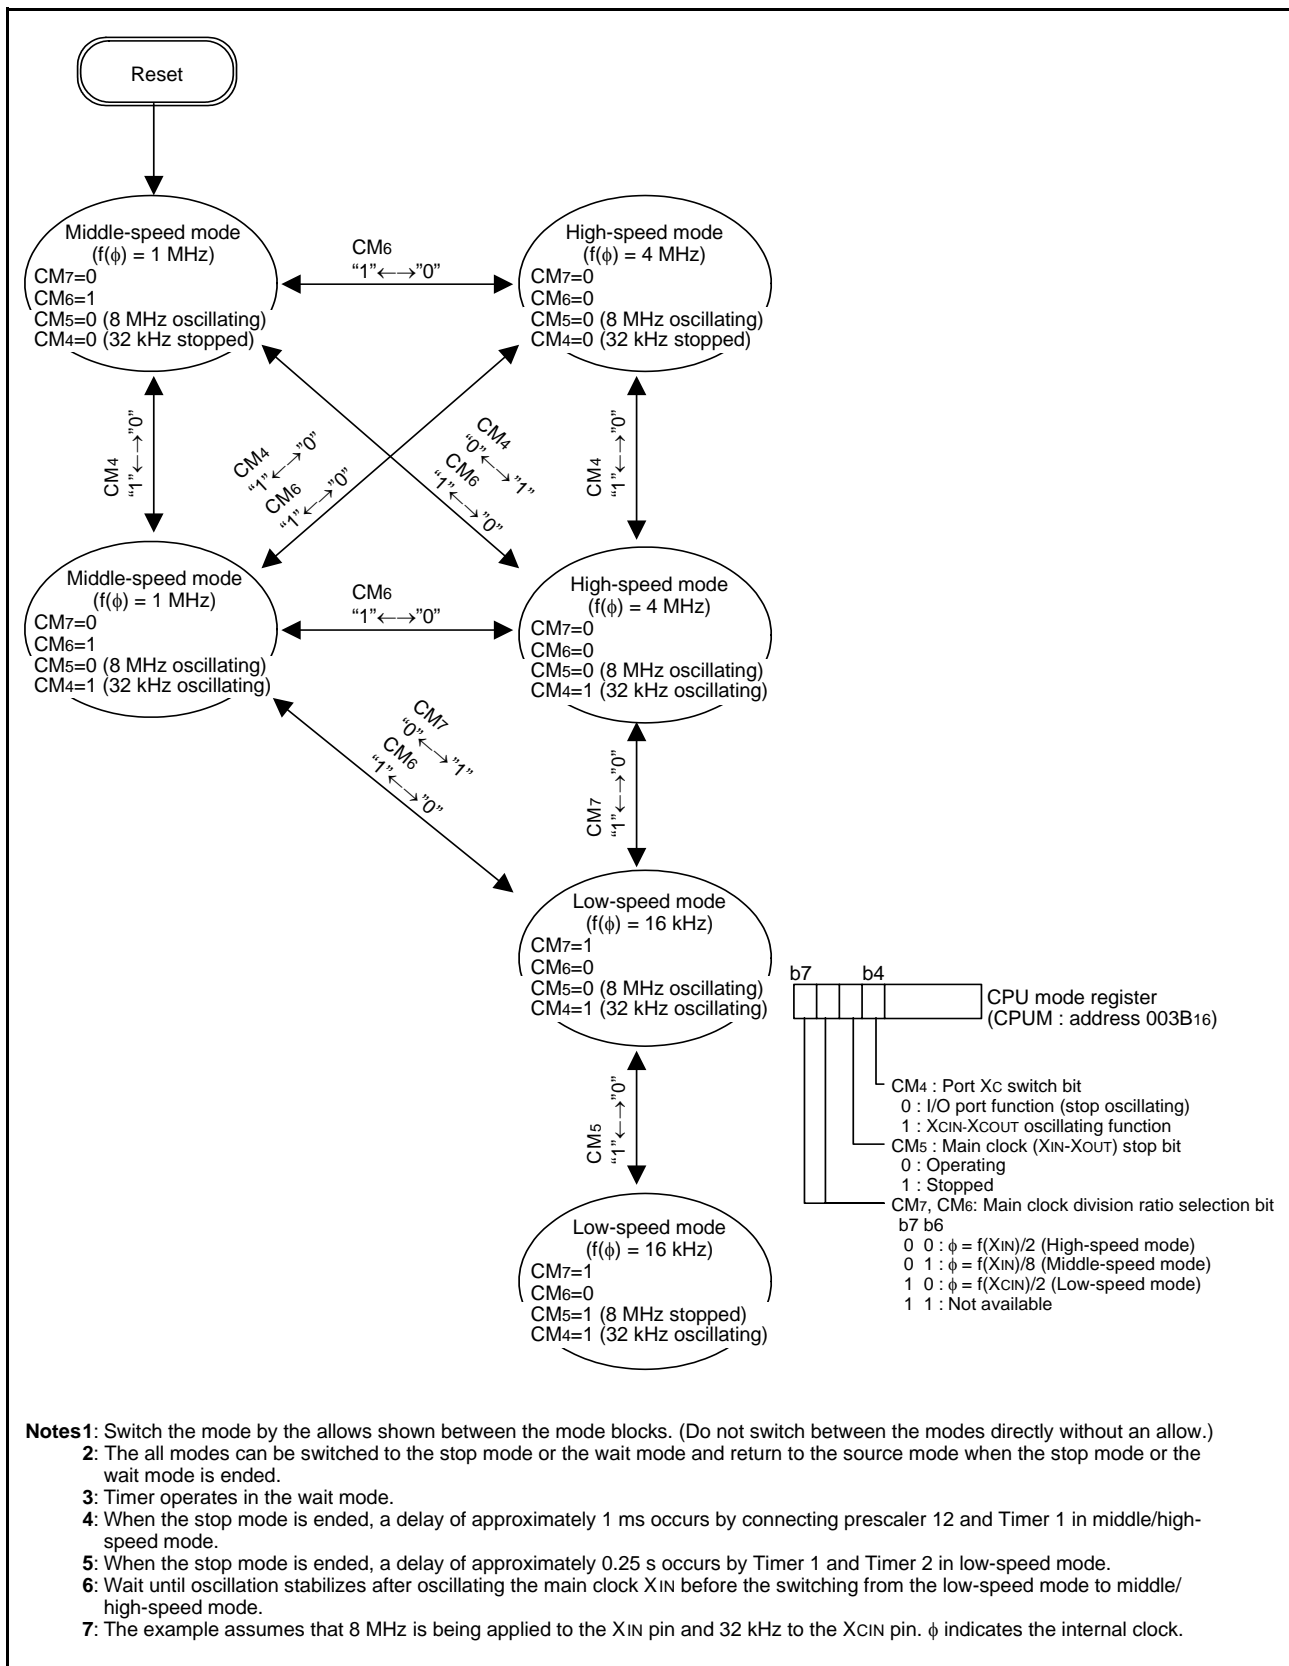 Reset
Middle-speed mode
(f(ϕ) = 1 MHz)
CM7=0
CM6=1
CM5=0 (8 MHz oscillating)
CM4=0 (32 kHz stopped)
CM6
“1”←→”0”
High-speed mode
(f(ϕ) = 4 MHz)
CM7=0
CM6=0
CM5=0 (8 MHz oscillating)
CM4=0 (32 kHz stopped)
CM4
“1”←→”0”
CM4
“1”←→”0”
CM6
“1”←→”0”
CM4
“0”←→”1”
CM6
“1”←→”0”
CM4
“1”←→”0”
Middle-speed mode
(f(ϕ) = 1 MHz)
CM7=0
CM6=1
CM5=0 (8 MHz oscillating)
CM4=1 (32 kHz oscillating)
CM6
“1”←→”0”
High-speed mode
(f(ϕ) = 4 MHz)
CM7=0
CM6=0
CM5=0 (8 MHz oscillating)
CM4=1 (32 kHz oscillating)
CM7
“0”←→”1”
CM6
“1”←→”0”
CM7
“1”←→”0”
Low-speed mode
(f(ϕ) = 16 kHz)
CM7=1
CM6=0
CM5=0 (8 MHz oscillating)
CM4=1 (32 kHz oscillating)
CM5
“1”←→”0”
Low-speed mode
(f(ϕ) = 16 kHz)
CM7=1
CM6=0
CM5=1 (8 MHz stopped)
CM4=1 (32 kHz oscillating)
b7 b4
CPU mode register
(CPUM : address 003B16)
CM4 : Port XC switch bit
0 : I/O port function (stop oscillating)
1 : XCIN-XCOUT oscillating function
CM5 : Main clock (XIN-XOUT) stop bit
0 : Operating
1 : Stopped
CM7, CM6: Main clock division ratio selection bit
b7 b6
0 0 : ϕ = f(XIN)/2 (High-speed mode)
0 1 : ϕ = f(XIN)/8 (Middle-speed mode)
1 0 : ϕ = f(XCIN)/2 (Low-speed mode)
1 1 : Not available
Notes1: Switch the mode by the allows shown between the mode blocks. (Do not switch between the modes directly without an allow.)
2: The all modes can be switched to the stop mode or the wait mode and return to the source mode when the stop mode or the
wait mode is ended.
3: Timer operates in the wait mode.
4: When the stop mode is ended, a delay of approximately 1 ms occurs by connecting prescaler 12 and Timer 1 in middle/high-
speed mode.
5: When the stop mode is ended, a delay of approximately 0.25 s occurs by Timer 1 and Timer 2 in low-speed mode.
6: Wait until oscillation stabilizes after oscillating the main clock XIN before the switching from the low-speed mode to middle/
high-speed mode.
7: The example assumes that 8 MHz is being applied to the XIN pin and 32 kHz to the XCIN pin. ϕ indicates the internal clock.